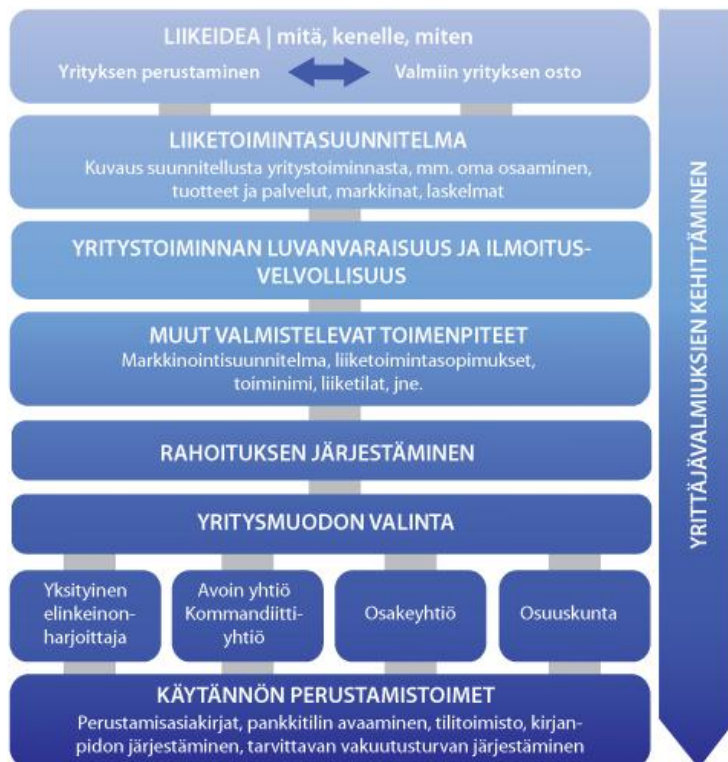 LIIKEIDEA | mitä, kenelle, miten
Yrityksen perustaminen
Valmiin yrityksen osto
LIIKETOIMINTASUUNNITELMA
Kuvaus suunnitellusta yritystoiminnasta, mm. oma osaaminen,
tuotteet ja palvelut, markkinat, laskelmat
YRITYSTOIMINNAN LUVANVARAISUUS JA ILMOITUS-
VELVOLLISUUS
MUUT VALMISTELEVAT TOIMENPITEET
Markkinointisuunnitelma, liiketoimintasopimukset,
toiminimi, liiketilat, jne.
RAHOITUKSEN JÄRJESTÄMINEN
YRITYSMUODON VALINTA
Yksityinen
elinkeinon-
harjoittaja
Avoin yhtiö
Kommandiitti-
yhtiö
Osakeyhtiö
Osuuskunta
KÄYTÄNNÖN PERUSTAMISTOIMET
Perustamisasiakirjat, pankkitilin avaaminen, tilitoimisto, kirjan-
pidon järjestäminen, tarvittavan vakuutusturvan järjestäminen
YRITTÄJÄVALMIUKSIEN KEHITTÄMINEN